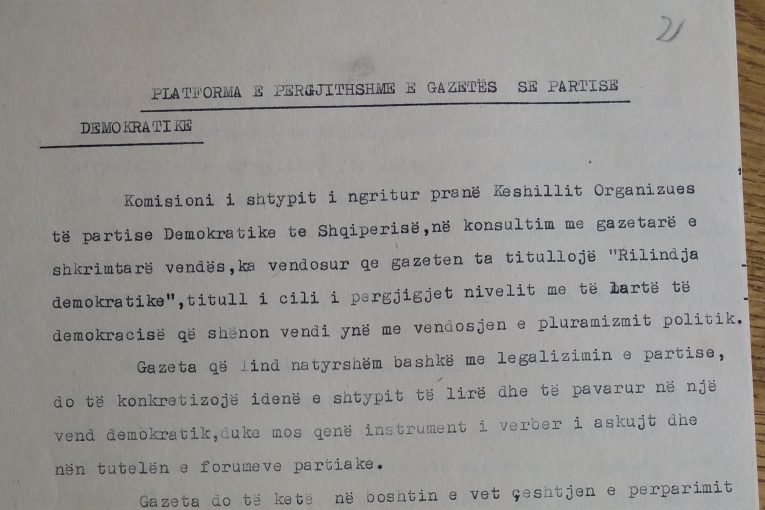 21
PLATFORMA E PERGJITHSHME E GAZETËS SE PARTISE
DEMOKRATIKE
Komisioni i shtypit i ngritur pranë Keshillit Organizues
të partise Demokratike te Shqiperisë,në konsultim me gazetarë e
shkrimtarë vendës,ka vendosur qe gazeten ta titullojë "Rilindja
demokratike",titull i cili i pergjigjet nivelit me të lartë të
demokracisë që shënon vendi ynë me vendosjen e pluramizmit politik.
Gazeta që lind natyrshëm bashkë me legalizimin e partise,
do të konkretizojë idenë e shtypit të lirë dhe të pavarur në një
vend demokratik,duke mos qenë instrument i verber i askujt dhe
nën tutelën e forumeve partiake.
Gazeta do të ketë në boshtin e vet çeshtjen e perparimit